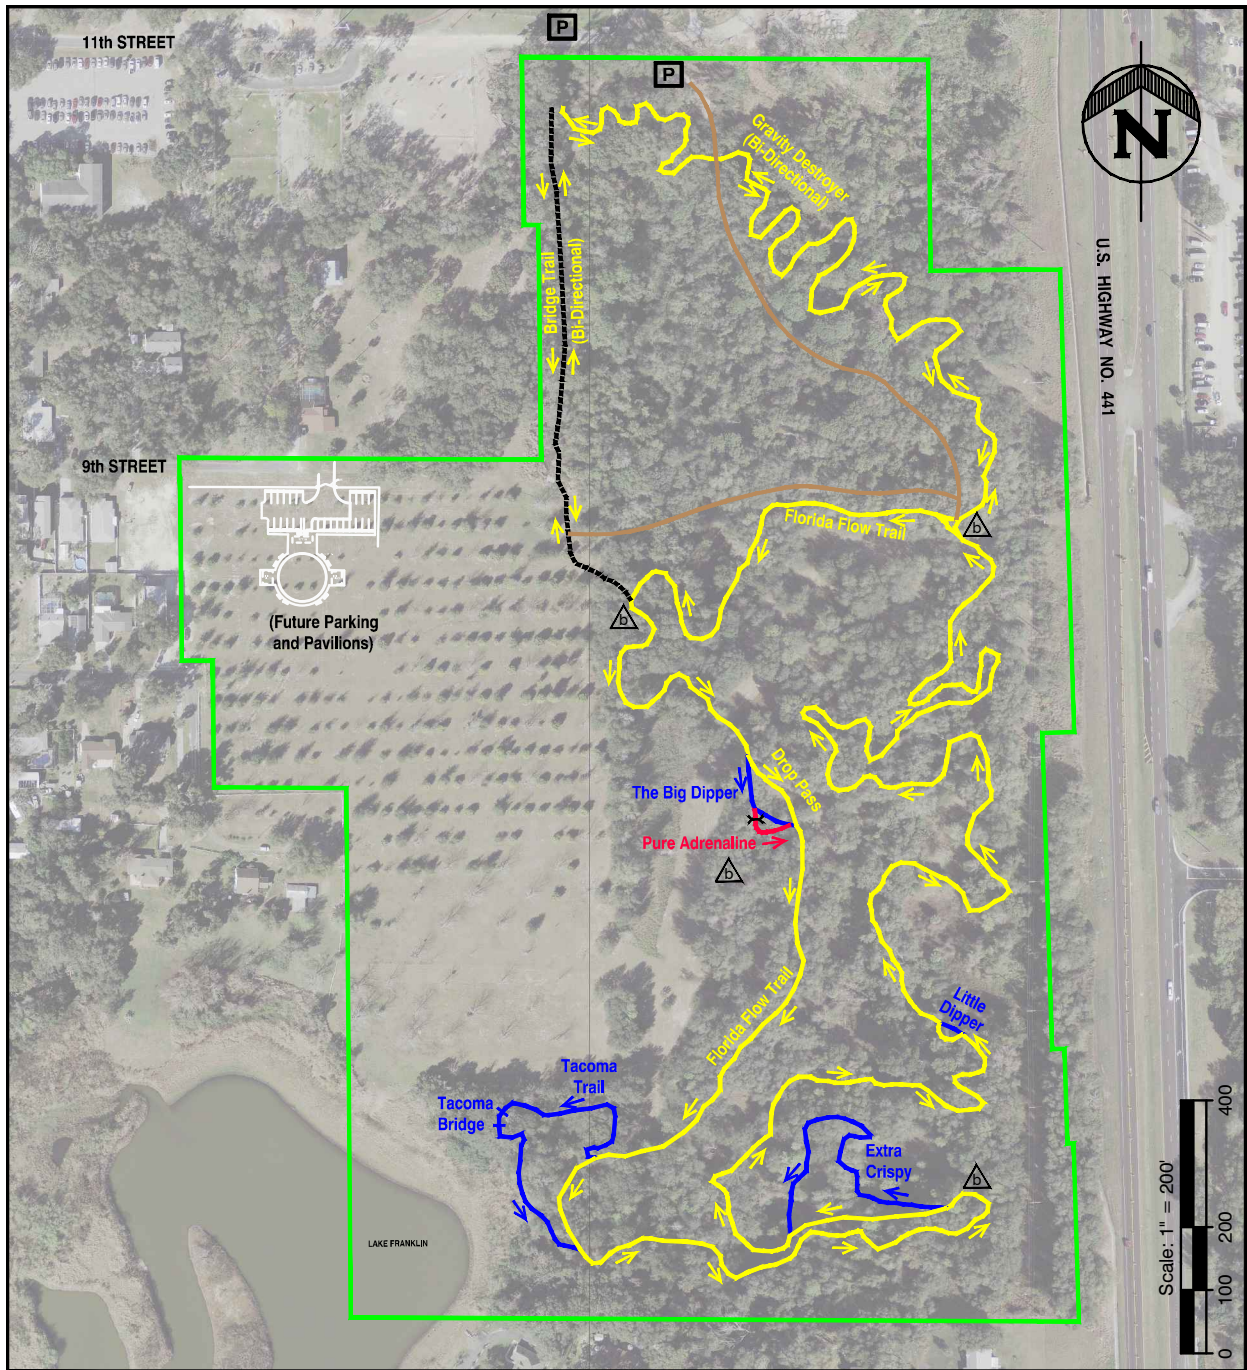 P
11th STREET
P
N
Gravity Destroyer
(Bi-Directional)
U.S. HIGHWAY NO. 441
Bridge Trail
(Bi-Directional)
9th STREET
Florida Flow Trail
b
(Future Parking
and Pavilions)
b
Drop Pass
The Big Dipper
Pure Adrenaline
b
Florida Flow Trail
Little
Dipper
Tacoma
Trail
Tacoma
Bridge
Extra
Crispy
b
LAKE FRANKLIN
Scale: 1" = 200'
0
100
200
400